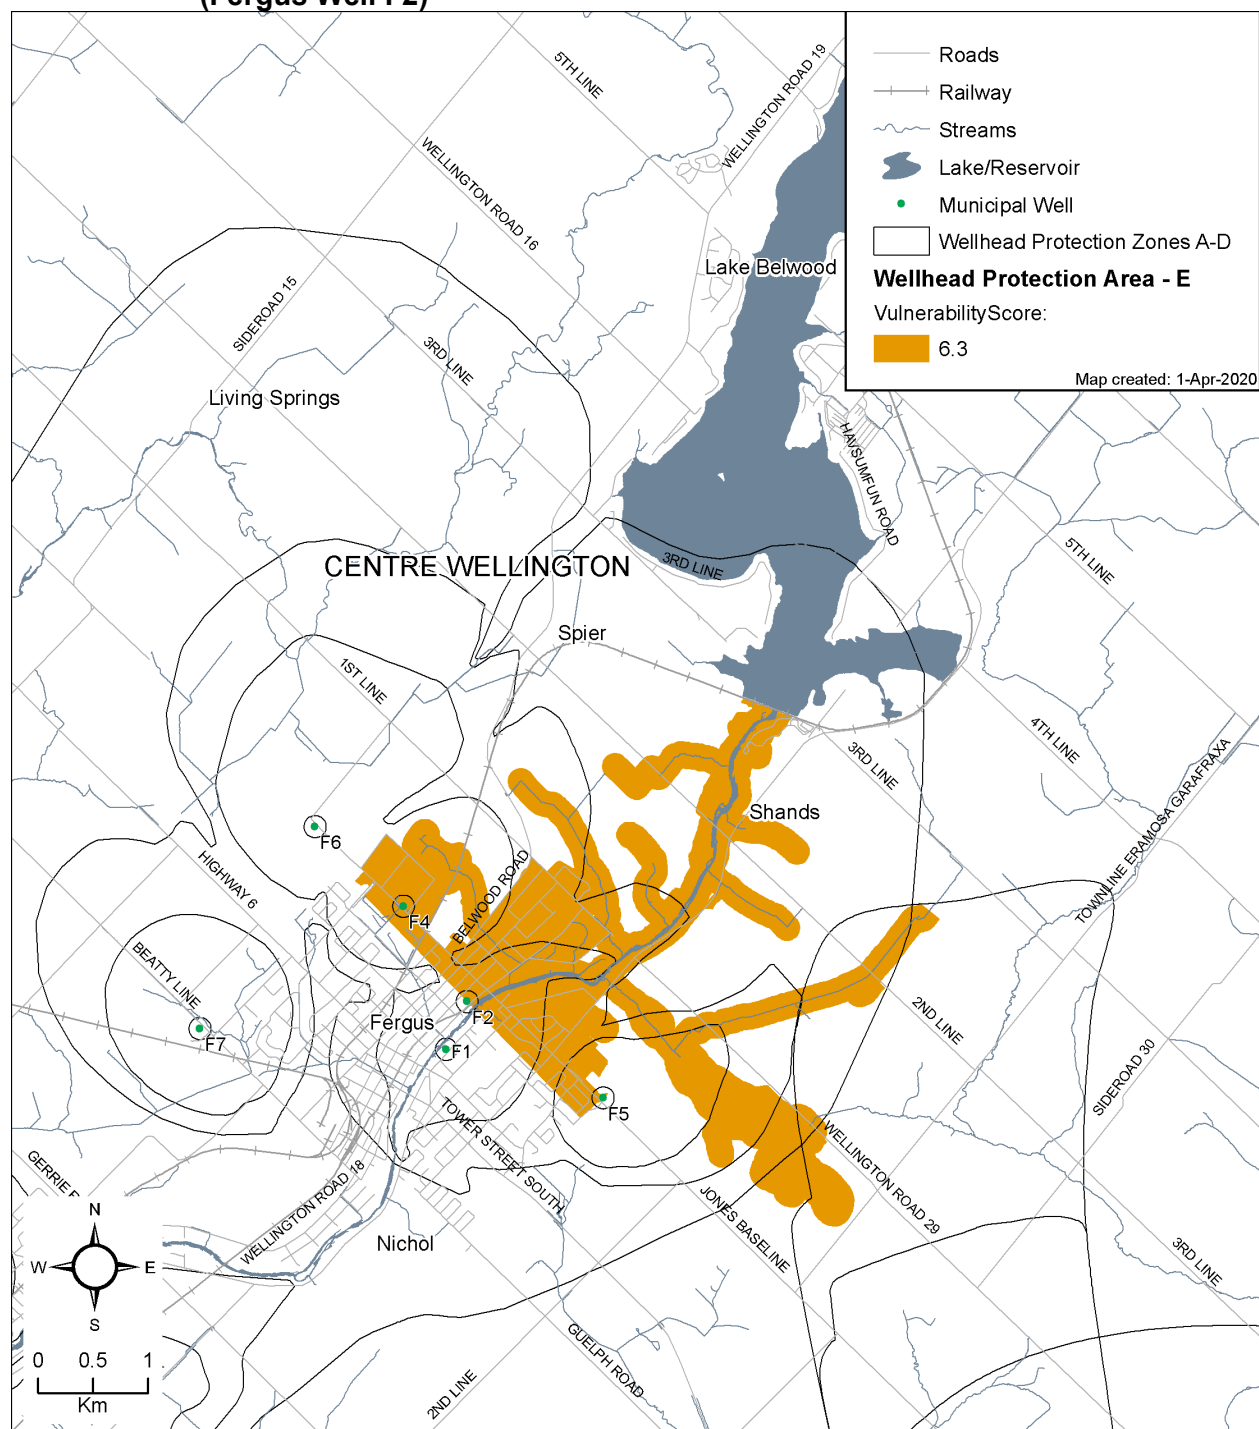 (Fergus Well F2)
Roads
Railway
Streams
Lake/Reservoir
Municipal Well
Wellhead Protection Zones A-D
Wellhead Protection Area - E
VulnerabilityScore:
6.3
Map created: 1-Apr-2020
5TH LINE
WELLINGTON ROAD 19
WELLINGTON ROAD 16
Lake Belwood
SIDEROAD 15
3RD LINE
Living Springs
HAVSUMFUN ROAD
CENTRE WELLINGTON
3RD LINE
5TH LINE
Spier
1ST LINE
4TH LINE
3RD LINE
TOWNLINE ERAMOSA GARAFRAXA
Shands
F6
HIGHWAY 6
BELWOOD ROAD
F4
BEATTY LINE
2ND LINE
F2
Fergus
F7
F1
SIDEROAD 30
F5
TOWER STREET SOUTH
WELLINGTON ROAD 29
GERRIE
WELLINGTON ROAD 18
JONES BASELINE
Nichol
3RD LINE
GUELPH ROAD
2ND LINE
N
W E
S
0 0.5 1
Km